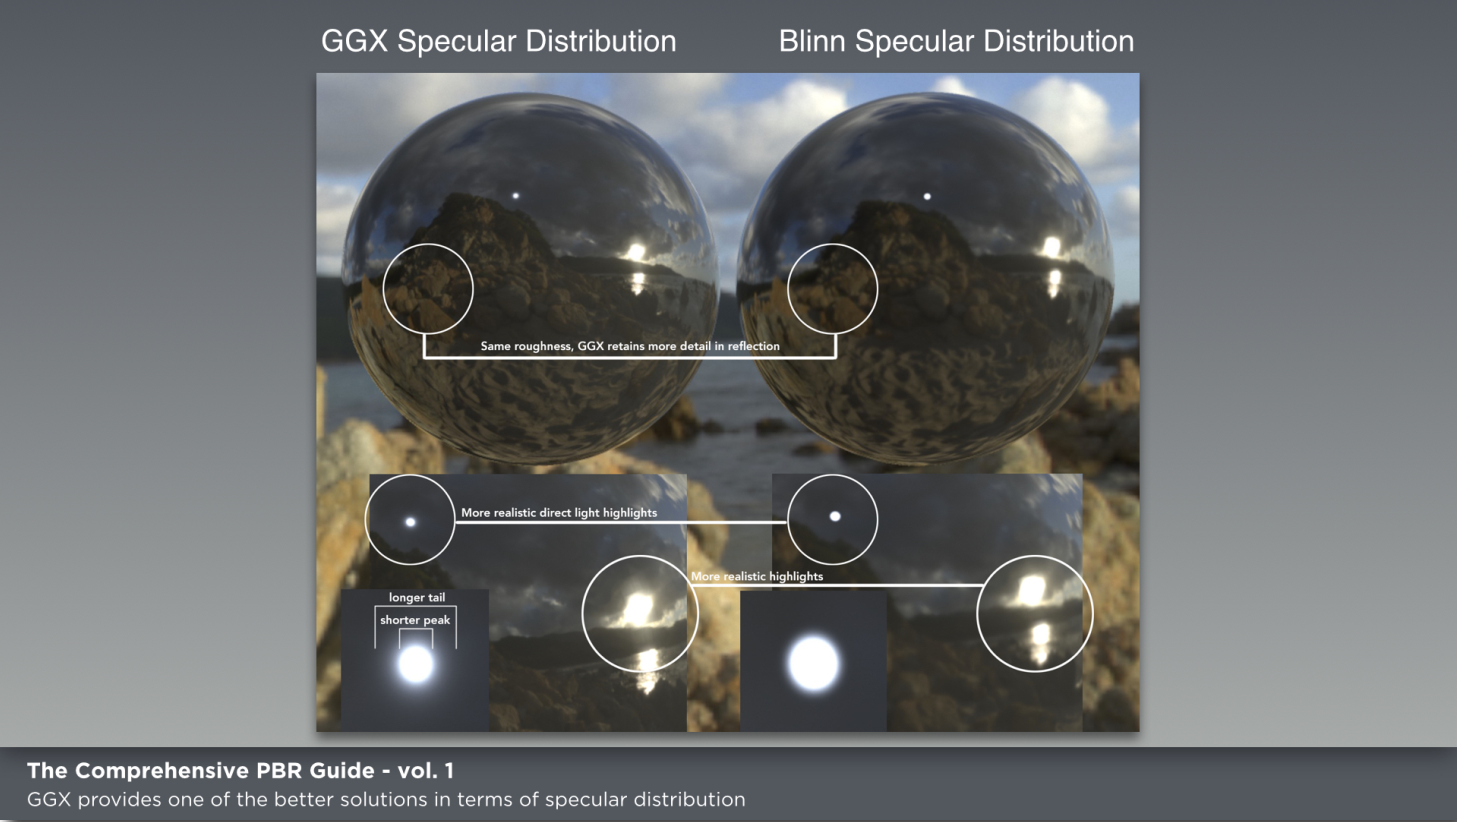 GGX Specular Distribution
Blinn Specular Distribution
Same roughness, GGX retains more detail in reflection
More realistic direct light highlights
More realistic highlights
longer tail
shorter peak
The Comprehensive PBR Guide - vol. 1
GGX provides one of the better solutions in terms of specular distribution